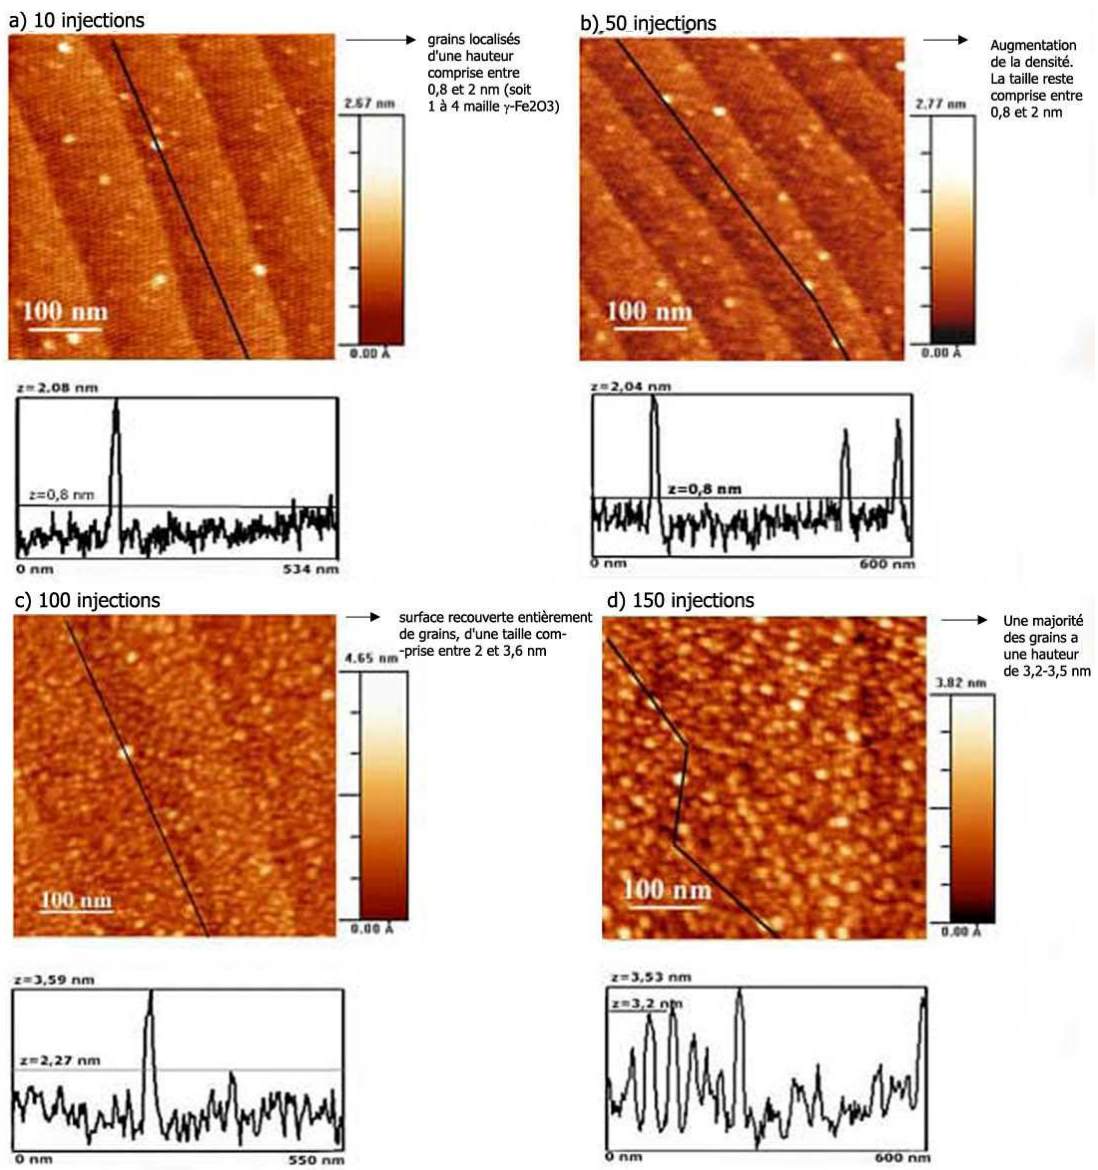 a) 10 injections
grains localisés
d'une hauteur
comprise entre
0,8 et 2 nm (soit
1 à 4 maille γ-Fe2O3)
2.67 nm
100 nm
0.00 Å
z=2.08 nm
z=0,8 nm
0 nm 534 nm
b) 50 injections
Augmentation
de la densité.
La taille reste
comprise entre
0,8 et 2 nm
2.77 nm
100 nm
0.00 Å
z=2,04 nm
z=0,8 nm
0 nm 600 nm
c) 100 injections
surface recouverte entièrement
de grains, d'une taille com-
-prise entre 2 et 3,6 nm
4.65 nm
100 nm
0.00 Å
z=3,59 nm
z=2,27 nm
0 nm 550 nm
d) 150 injections
Une majorité
des grains a
une hauteur
de 3,2-3,5 nm
3.82 nm
100 nm
0.00 Å
z=3,53 nm
z=3,2 nm
0 nm 600 nm